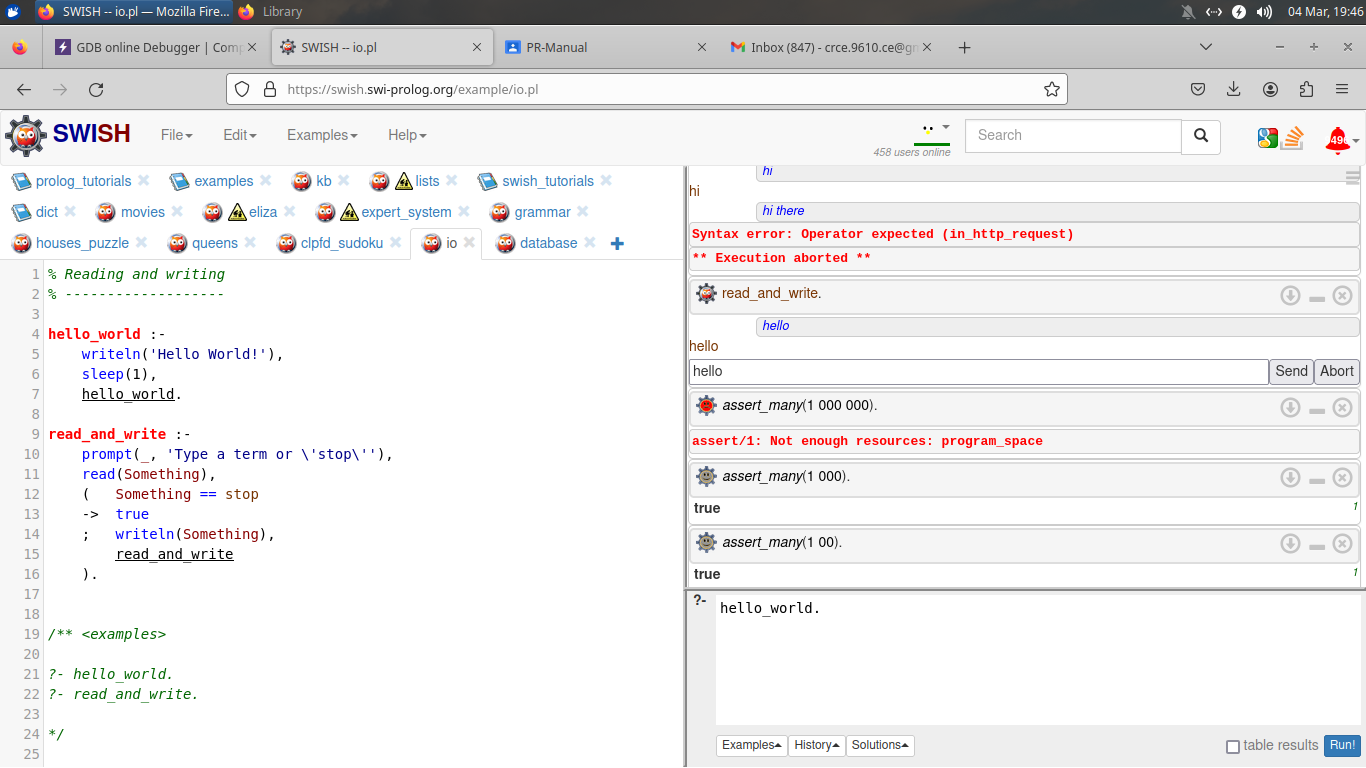 SWISH -- io.pl — Mozilla Fire... Library 04 Mar, 19:46
GDB online Debugger | Com SWISH -- io.pl PR-Manual Inbox (847) - crce.9610.ce@g
https://swish.swi-prolog.org/example/io.pl
SWISH File Edit Examples Help 458 users online Search
prolog_tutorials examples kb lists swish_tutorials
dict movies eliza expert_system grammar
houses_puzzle queens clpfd_sudoku io database
1 % Reading and writing
2 % -------------------
3
4 hello_world :-
5 writeln('Hello World!'),
6 sleep(1),
7 hello_world.
8
9 read_and_write :-
10 prompt(_, 'Type a term or \'stop\''),
11 read(Something),
12 ( Something == stop
13 -> true
14 ; writeln(Something),
15 read_and_write
16 ).
17
18
19 /** <examples>
20
21 ?- hello_world.
22 ?- read_and_write.
23
24 */
25
hi
hi
hi there
Syntax error: Operator expected (in_http_request)
** Execution aborted **
read_and_write.
hello
hello
hello Send Abort
assert_many(1 000 000).
assert/1: Not enough resources: program_space
assert_many(1 000).
true 1
assert_many(1 00).
true 1
?- hello_world.
Examples History Solutions table results Run!